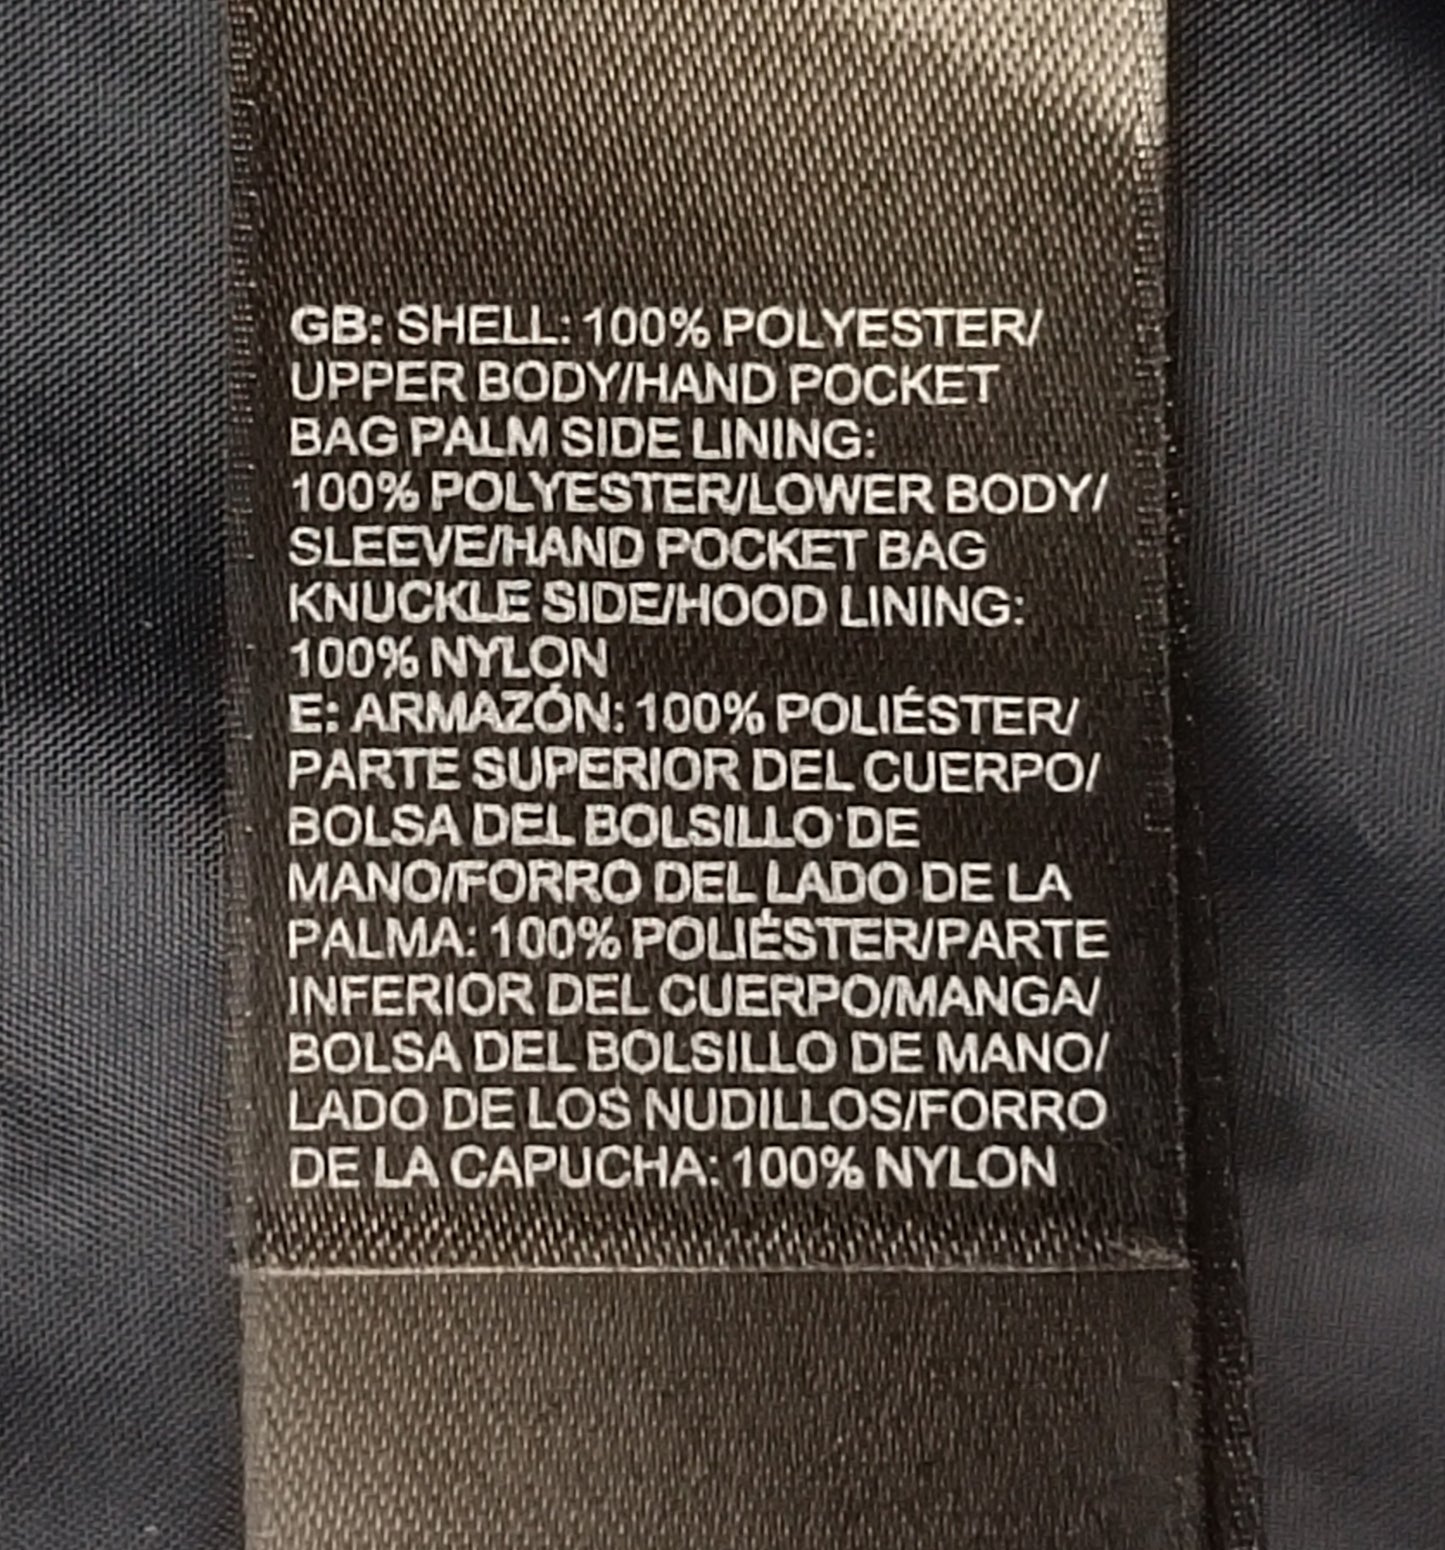 GB: SHELL: 100% POLYESTER/
UPPER BODY/HAND POCKET
BAG PALM SIDE LINING:
100% POLYESTER/LOWER BODY/
SLEEVE/HAND POCKET BAG
KNUCKLE SIDE/HOOD LINING:
100% NYLON
E: ARMAZÓN: 100% POLIÉSTER/
PARTE SUPERIOR DEL CUERPO/
BOLSA DEL BOLSILLO DE
MANO/FORRO DEL LADO DE LA
PALMA: 100% POLIÉSTER/PARTE
INFERIOR DEL CUERPO/MANGA/
BOLSA DEL BOLSILLO DE MANO/
LADO DE LOS NUDILLOS/FORRO
DE LA CAPUCHA: 100% NYLON